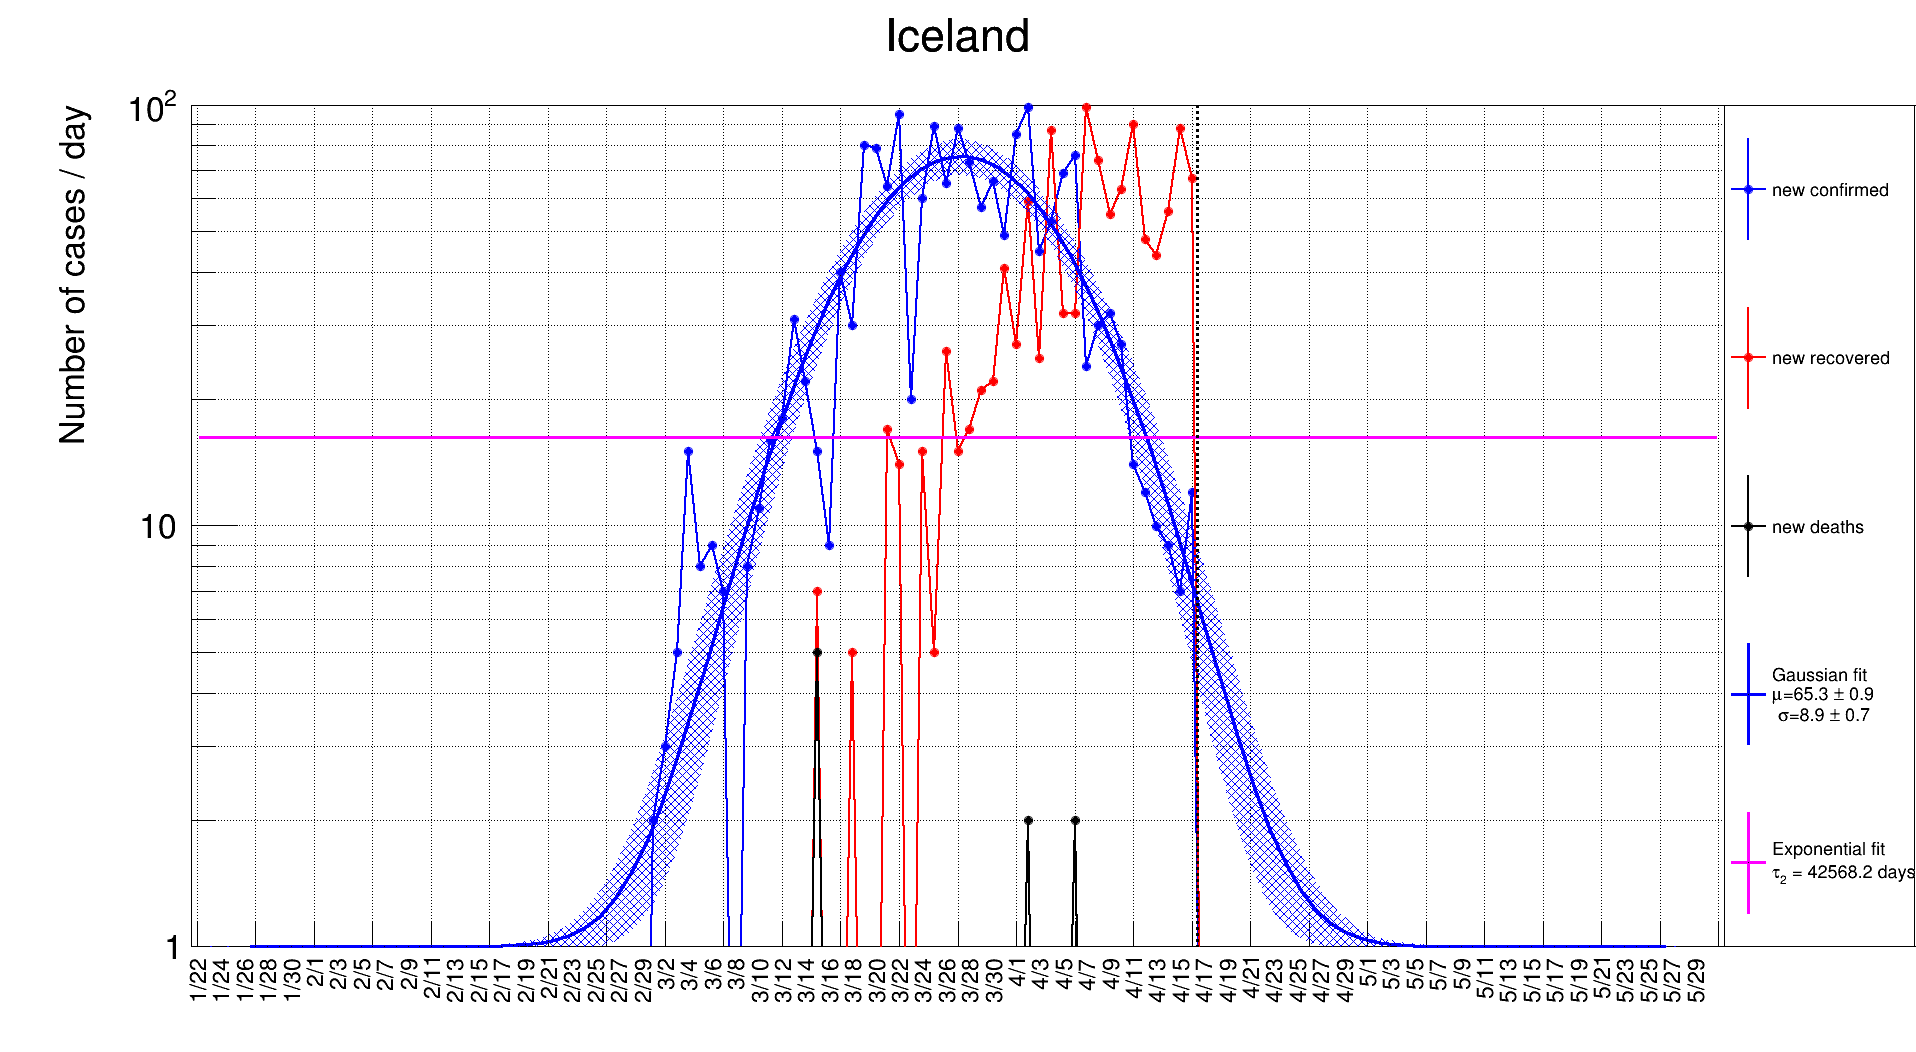 Iceland
Number of cases / day
10²
10
1
1/22 1/24 1/26 1/28 1/30 2/1 2/3 2/5 2/7 2/9 2/11 2/13 2/15 2/17 2/19 2/21 2/23 2/25 2/27 2/29 3/2 3/4 3/6 3/8 3/10 3/12 3/14 3/16 3/18 3/20 3/22 3/24 3/26 3/28 3/30 4/1 4/3 4/5 4/7 4/9 4/11 4/13 4/15 4/17 4/19 4/21 4/23 4/25 4/27 4/29 5/1 5/3 5/5 5/7 5/9 5/11 5/13 5/15 5/17 5/19 5/21 5/23 5/25 5/27 5/29
new confirmed
new recovered
new deaths
Gaussian fit
μ=65.3 ± 0.9
σ=8.9 ± 0.7
Exponential fit
τ₂ = 42568.2 days